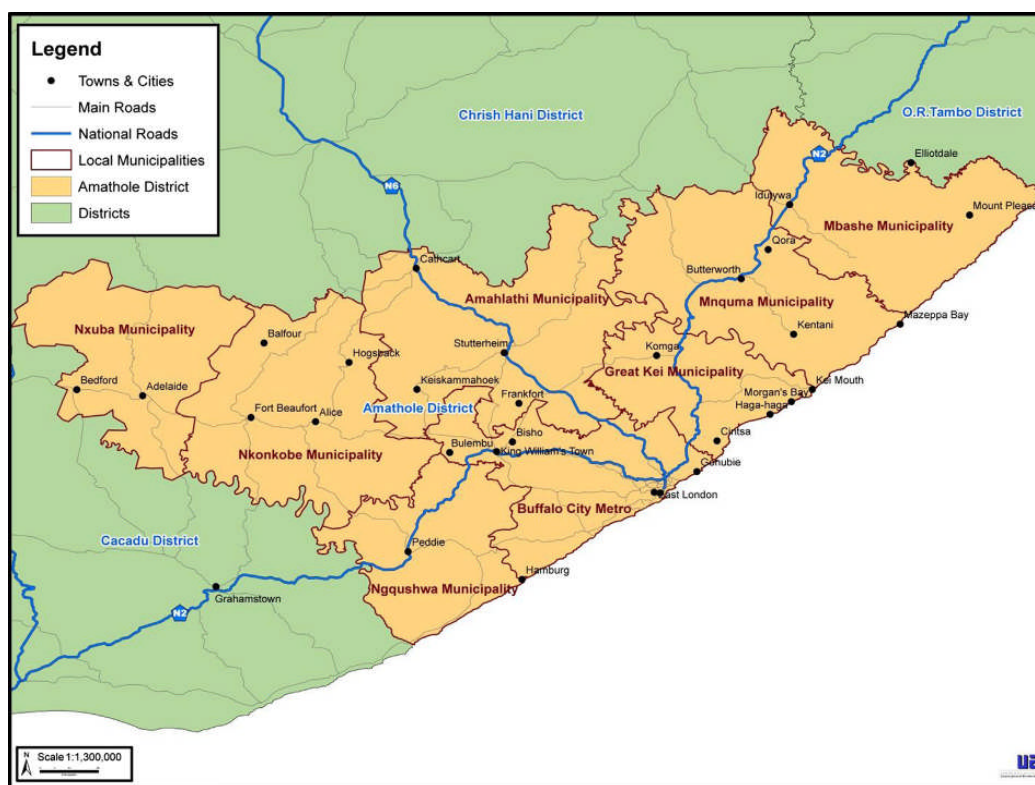 Legend
Towns & Cities
Main Roads
National Roads
Local Municipalities
Amathole District
Districts
Chrish Hani District
O.R.Tambo District
N2
Elliotdale
N6
Idutywa
Mount Pleas
Mbashe Municipality
Qora
Cathcart
Butterworth
Amahlathi Municipality
Mnquma Municipality
Mazeppa Bay
Nxuba Municipality
Kentani
Balfour
Stutterheim
Komga
Hogsback
Great Kei Municipality
Bedford
Adelaide
Keiskammahoek
Kei Mouth
Morgan's Bay
Frankfort
Amathole District
Haga-haga
Fort Beaufort
Alice
Bisho
Cintsa
Bulembu
King William's Town
Nkonkobe Municipality
Gonubie
East London
Buffalo City Metro
Cacadu District
Peddie
Hamburg
Ngqushwa Municipality
Grahamstown
N2
N
Scale 1:1,300,000